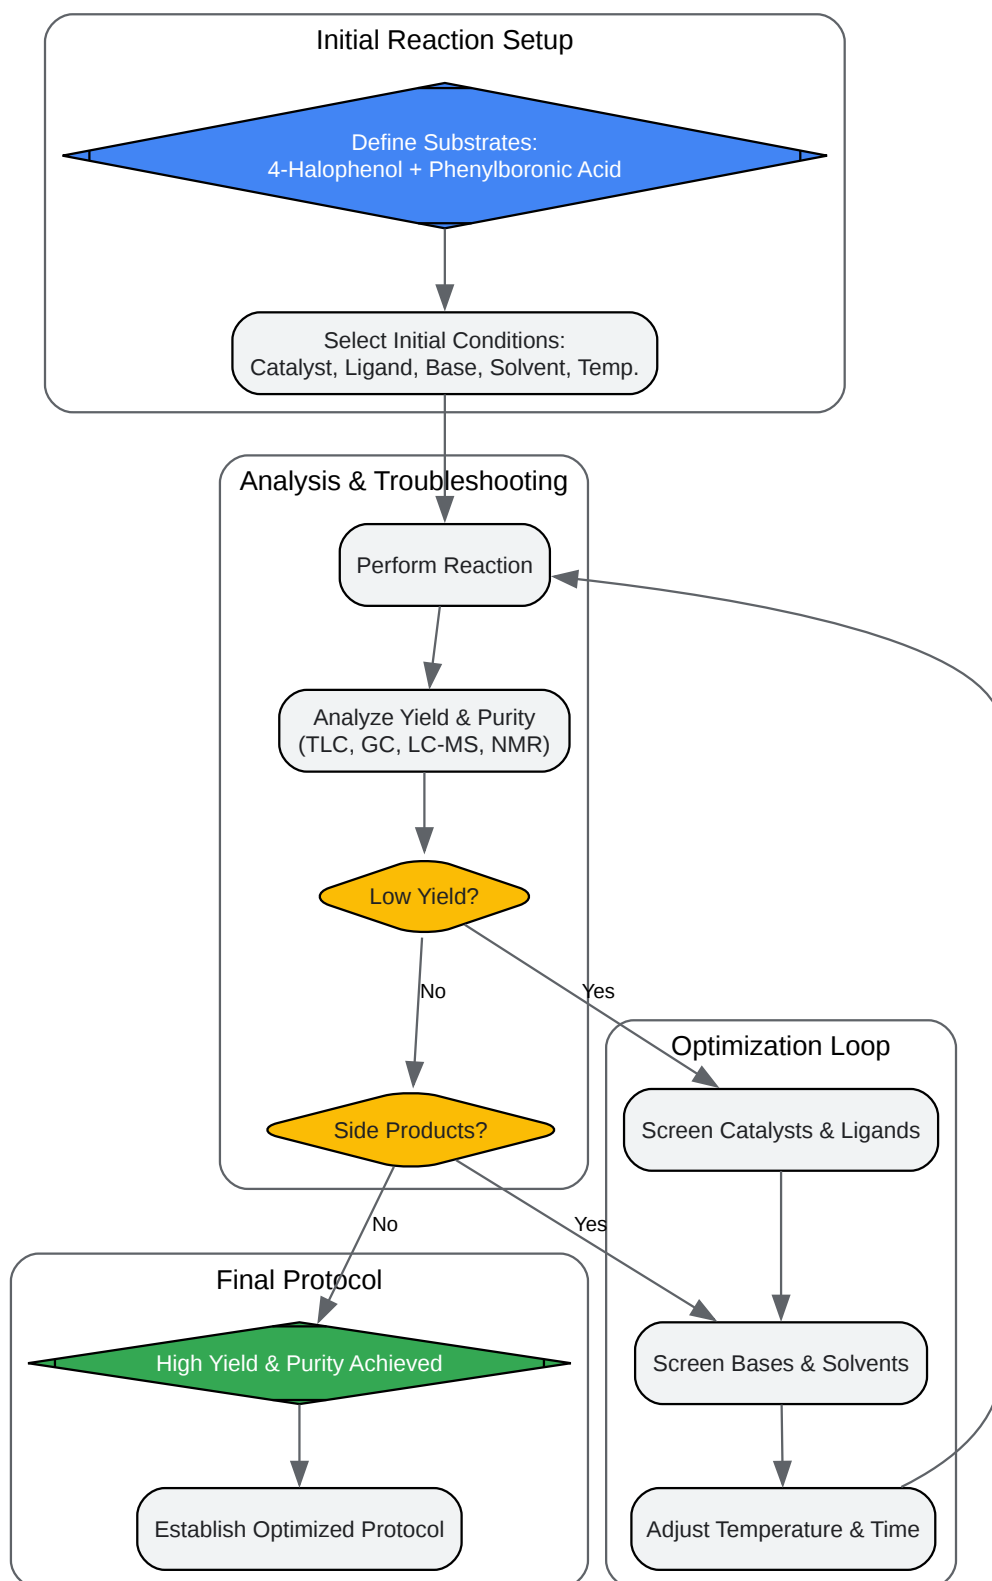 Initial Reaction Setup
Define Substrates:
4-Halophenol + Phenylboronic Acid
Select Initial Conditions:
Catalyst, Ligand, Base, Solvent, Temp.
Analysis & Troubleshooting
Perform Reaction
Analyze Yield & Purity
(TLC, GC, LC-MS, NMR)
Low Yield?
No
Yes
Optimization Loop
Screen Catalysts & Ligands
Side Products?
No
Yes
Final Protocol
High Yield & Purity Achieved
Screen Bases & Solvents
Establish Optimized Protocol
Adjust Temperature & Time